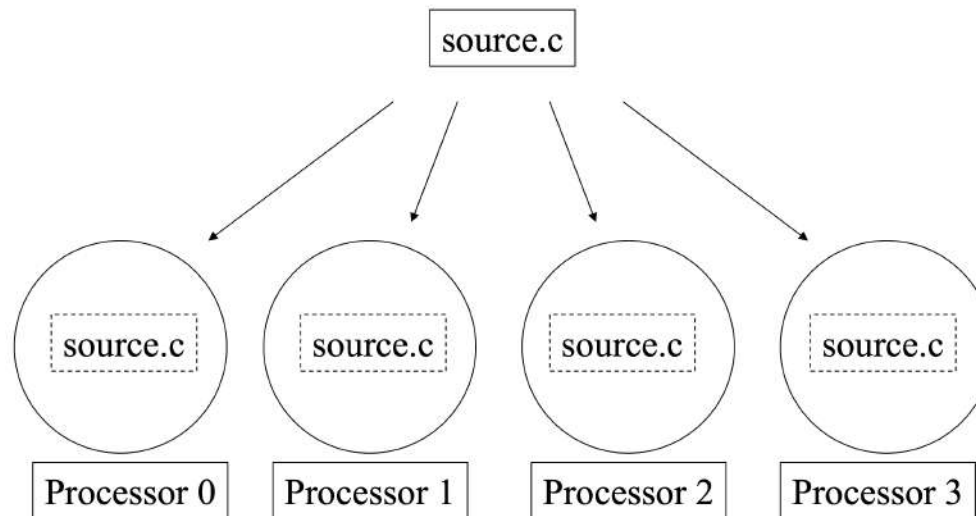 source.c
source.c
source.c
source.c
source.c
Processor 0
Processor 1
Processor 2
Processor 3